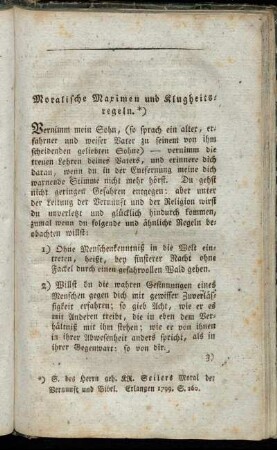 Moralische Maximen und Klugheits-
regeln. *)
Vernimm mein Sohn, (so sprach ein alter, er-
fahrner und weiser Vater zu seinem von ihm
scheidenden geliebten Sohne) — vernimm die
treuen Lehren deines Vaters, und erinnere dich
daran, wenn du in der Entfernung meine dich
warnende Stimme nicht mehr hörst. Du gehst
nicht geringen Gefahren entgegen: aber unter
der Leitung der Vernunft und der Religion wirst
du unverletzt und glücklich hindurch kommen,
zumal wenn du folgende und ähnliche Regeln be-
obachten willst:
1) Ohne Menschenkenntniß in die Welt ein-
treten, heißt, bey finsterer Nacht ohne
Fackel durch einen gefahrvollen Wald gehen.
2) Willst du die wahren Gesinnungen eines
Menschen gegen dich mit gewisser Zuverläs-
sigkeit erfahren; so gieb Acht, wie er es
mit Anderen treibt, die in eben dem Ver-
hältniß mit ihm stehen; wie er von ihnen
in ihrer Abwesenheit anders spricht, als in
ihrer Gegenwart: so von dir.
3)
*) S. des Herrn geh. KR. Seilers Moral der
Vernunft und Bibel. Erlangen 1799. S. 160.